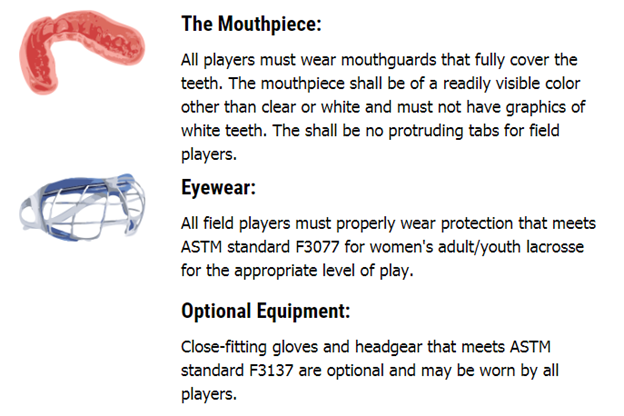 The Mouthpiece:
All players must wear mouthguards that fully cover the
teeth. The mouthpiece shall be of a readily visible color
other than clear or white and must not have graphics of
white teeth. The shall be no protruding tabs for field
players.
Eyewear:
All field players must properly wear protection that meets
ASTM standard F3077 for women's adult/youth lacrosse
for the appropriate level of play.
Optional Equipment:
Close-fitting gloves and headgear that meets ASTM
standard F3137 are optional and may be worn by all
players.